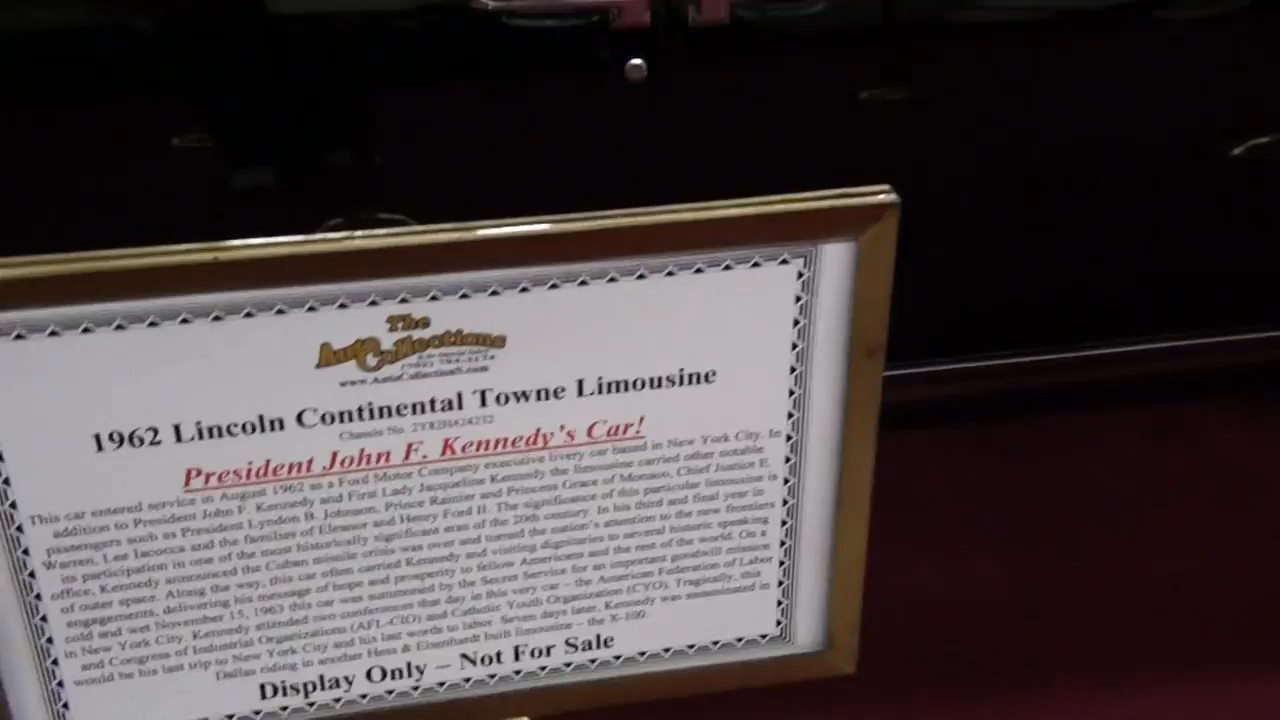 The
Auto Collections
www.AutoCollections.com
1962 Lincoln Continental Towne Limousine
Chassis No.
President John F. Kennedy's Car!
This car entered service in August 1962 as a Ford Motor Company executive livery car based in New York City. In
addition to President John F. Kennedy and First Lady Jacqueline Kennedy the limousine carried other notable
passengers such as President Lyndon B. Johnson, Prince Rainier and Princess Grace of Monaco, Chief Justice E.
Warren, Lee Iacocca and the families of Eleanor and Henry Ford II. The significance of this particular limousine is
its participation in one of the most historically significant eras of the 20th century. In his third and final year in
office, Kennedy announced the Cuban missile crisis was over and turned the nation's attention to the new frontiers
of outer space. Along the way, this car often carried Kennedy and visiting dignitaries to several historic speaking
engagements, delivering his message of hope and prosperity to fellow Americans and the rest of the world. On a
cold and wet November 15, 1963 this car was summoned by the Secret Service for an important goodwill mission
in New York City. Kennedy attended two conferences that day in this very car – the American Federation of Labor
and Congress of Industrial Organizations (AFL-CIO) and Catholic Youth Organization (CYO). Tragically, this
would be his last trip to New York City and his last words to labor. Seven days later, Kennedy was assassinated in
Dallas riding in another Hess & Eisenhardt built limousine – the X-100.
Display Only – Not For Sale